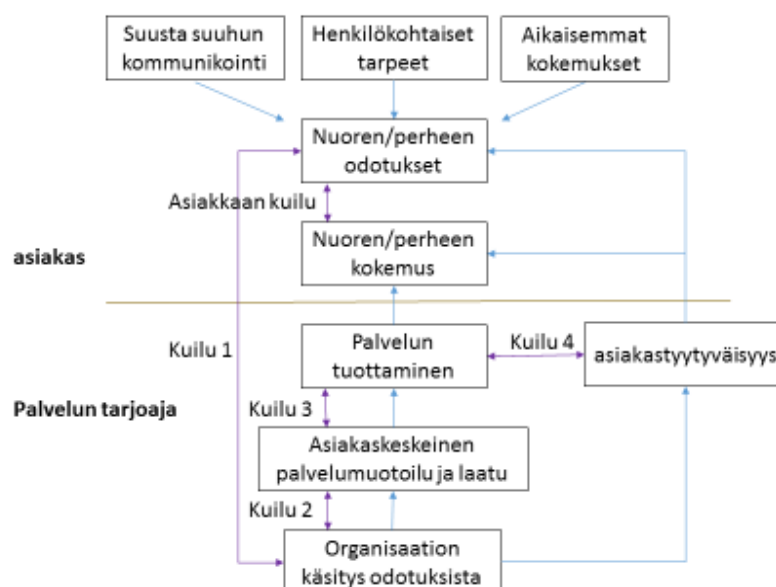 Suusta suuhun
kommunikointi
Henkilökohtaiset
tarpeet
Aikaisemmat
kokemukset
Nuoren/perheen
odotukset
Asiakkaan kuilu
Nuoren/perheen
kokemus
asiakas
Palvelun
tuottaminen
Kuilu 4
asiakastyytyväisyys
Kuilu 1
Palvelun tarjoaja
Kuilu 3
Asiakaskeskeinen
palvelumuotoilu ja laatu
Kuilu 2
Organisaation
käsitys odotuksista